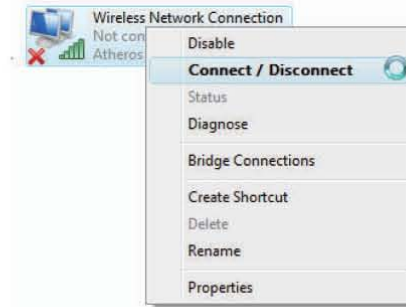 Wireless Network Connection
Not con
Atheros
Disable
Connect / Disconnect
Status
Diagnose
Bridge Connections
Create Shortcut
Delete
Rename
Properties